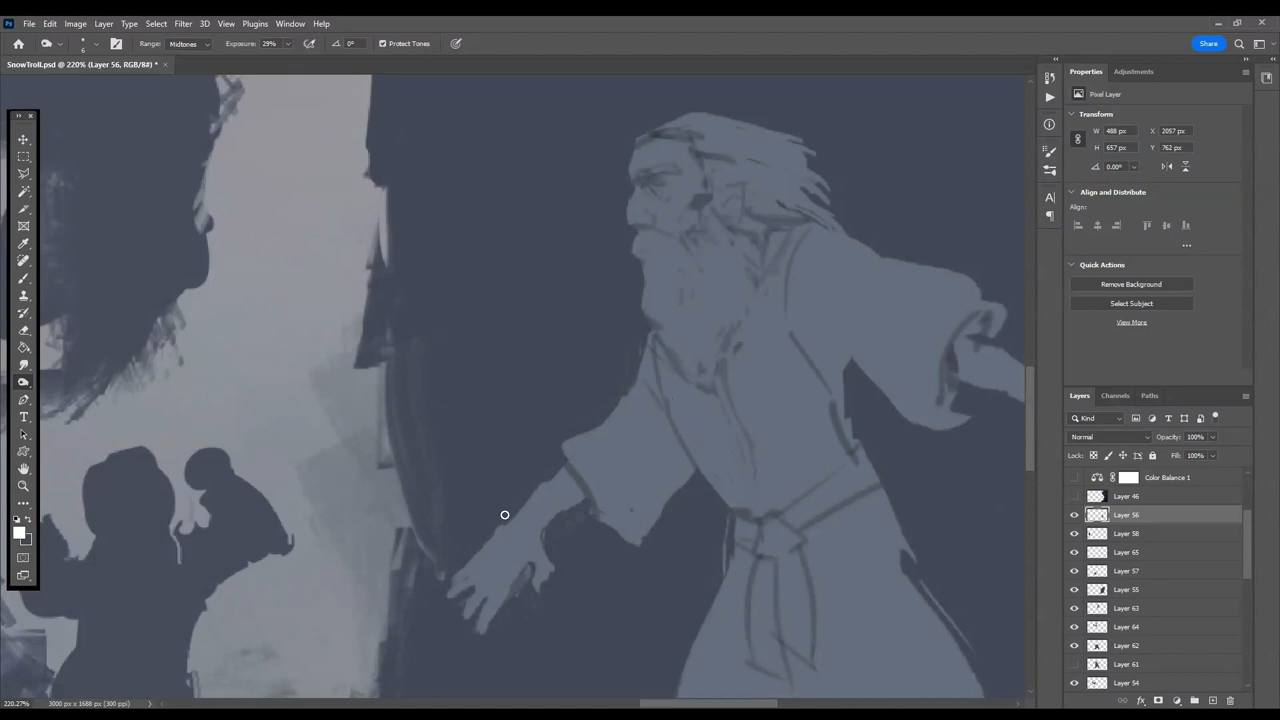 Ps File Edit Image Layer Type Select Filter 3D View Plugins Window Help
6 Range: Midtones Exposure: 29% 0° Protect Tones Share
SnowTroll.psd @ 220% (Layer 56, RGB/8#) *
Properties Adjustments
Pixel Layer
Transform
W 488 px X 2057 px
H 657 px Y 762 px
0.00°
Align and Distribute
Align:
Quick Actions
Remove Background
Select Subject
View More
Layers Channels Paths
Kind
Normal Opacity: 100%
Lock: Fill: 100%
Color Balance 1
Layer 46
Layer 56
Layer 58
Layer 65
Layer 57
Layer 55
Layer 63
Layer 64
Layer 62
Layer 61
Layer 54
220.27% 3000 px x 1688 px (300 ppi)